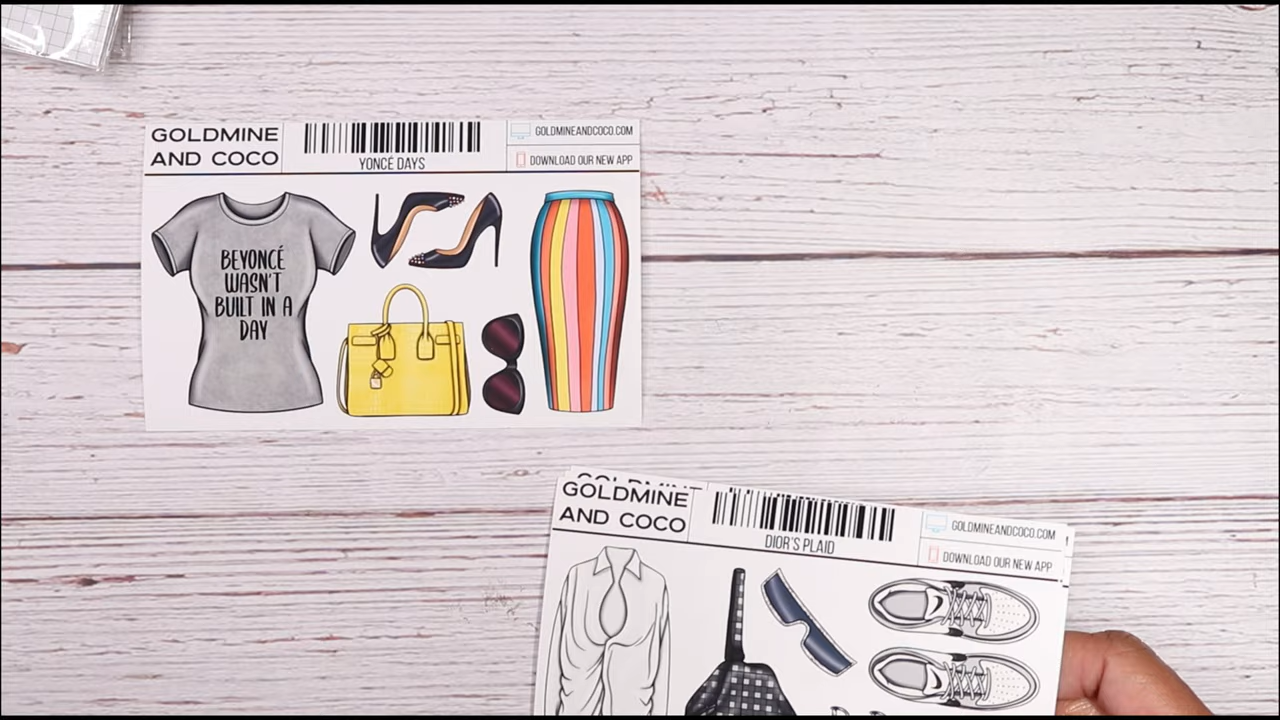 GOLDMINE
AND COCO
YONCÉ DAYS
GOLDMINEANDCOCO.COM
DOWNLOAD OUR NEW APP
BEYONCÉ
WASN'T
BUILT IN A
DAY
GOLDMINE
GOLDMINE
AND COCO
DIOR'S PLAID
GOLDMINEANDCOCO.COM
DOWNLOAD OUR NEW APP